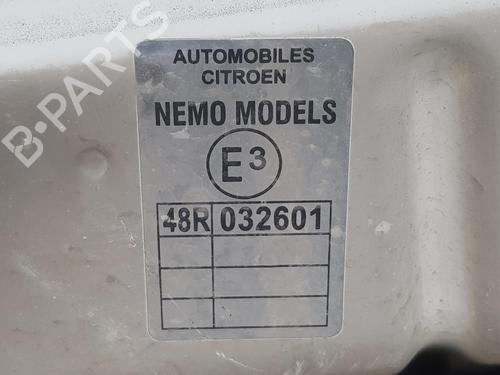 B-PARTS
AUTOMOBILES
CITROEN
NEMO MODELS
E3
48R 032601